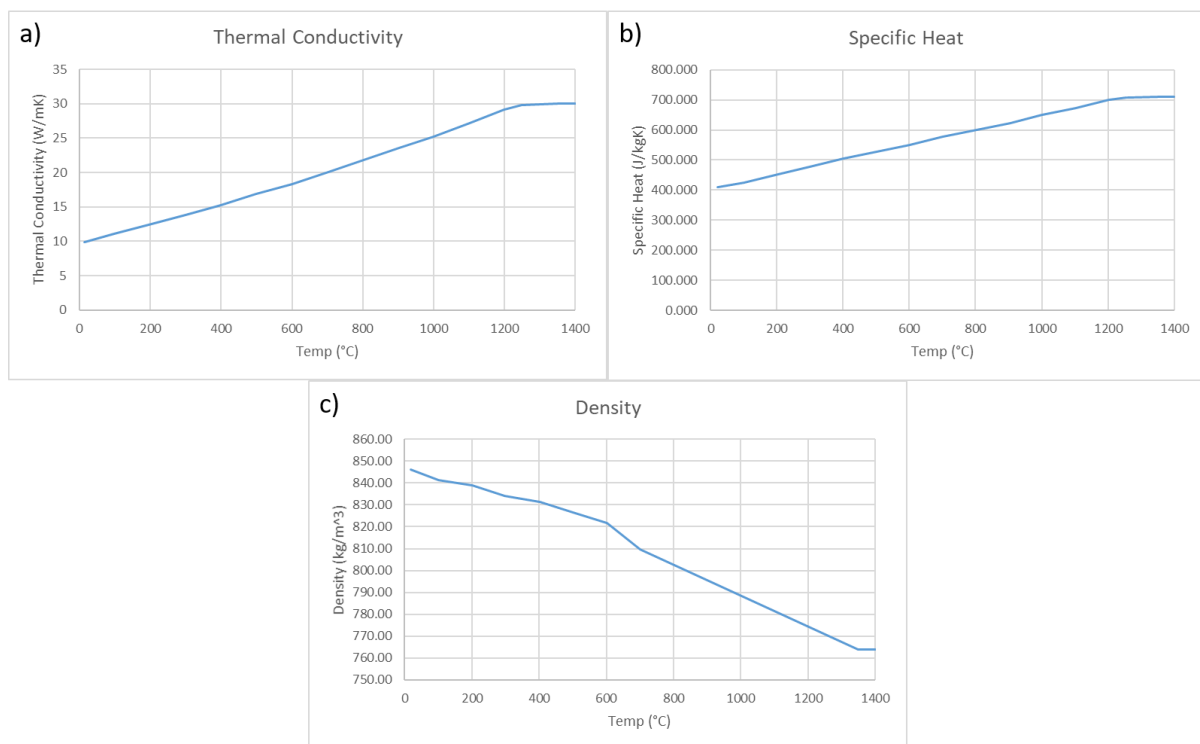 a)
Thermal Conductivity
Thermal Conductivity (W/mK)
35
30
25
20
15
10
5
0
0 200 400 600 800 1000 1200 1400
Temp (°C)
b)
Specific Heat
Specific Heat (J/kgK)
800.000
700.000
600.000
500.000
400.000
300.000
200.000
100.000
0.000
0 200 400 600 800 1000 1200 1400
Temp (°C)
c)
Density
Density (kg/m^3)
860.00
850.00
840.00
830.00
820.00
810.00
800.00
790.00
780.00
770.00
760.00
750.00
0 200 400 600 800 1000 1200 1400
Temp (°C)